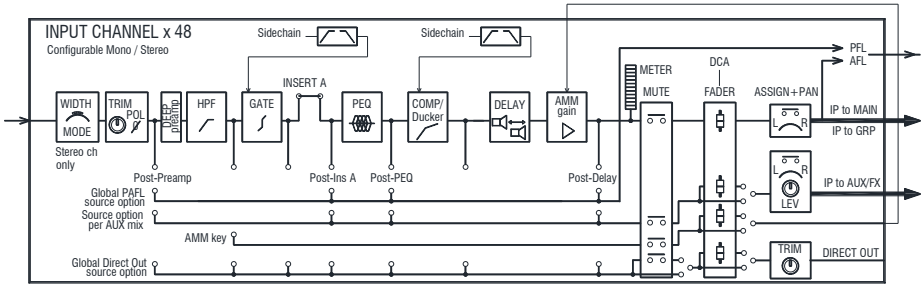 INPUT CHANNEL x 48
Configurable Mono / Stereo
Sidechain
Sidechain
PFL
AFL
DCA
METER
INSERT A
MUTE
FADER
ASSIGN+PAN
WIDTH
MODE
TRIM
POL
DEEP
preamp
HPF
GATE
PEQ
COMP/
Ducker
DELAY
AMM
gain
L
R
IP to MAIN
IP to GRP
Stereo ch
only
Post-Preamp
Post-Ins A
Post-PEQ
Post-Delay
L
R
LEV
IP to AUX/FX
Global PAFL
source option
Source option
per AUX mix
AMM key
Global Direct Out
source option
TRIM
DIRECT OUT